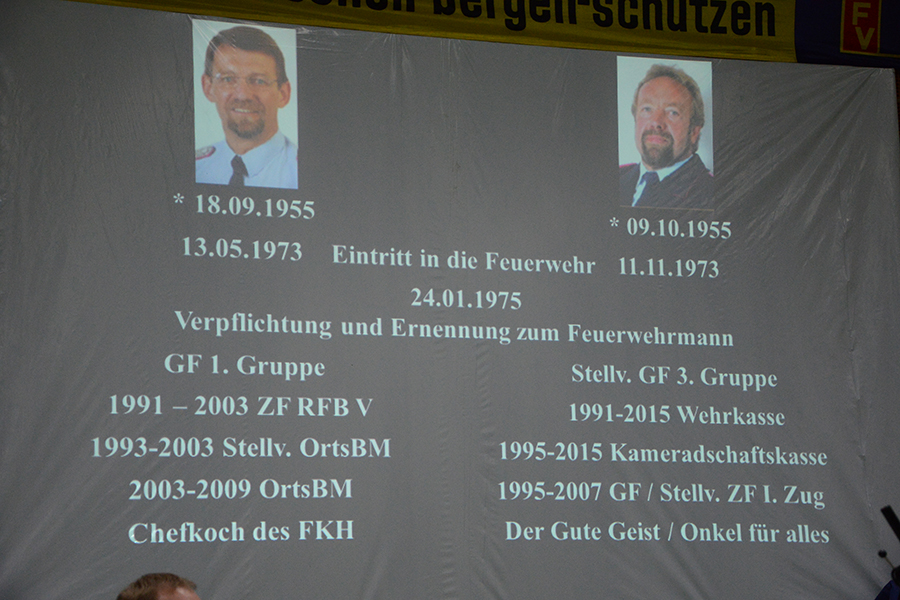 bergen-schützen
FV
* 18.09.1955
* 09.10.1955
13.05.1973 Eintritt in die Feuerwehr 11.11.1973
24.01.1975
Verpflichtung und Ernennung zum Feuerwehrmann
GF 1. Gruppe
1991 – 2003 ZF RFB V
1993-2003 Stellv. OrtsBM
2003-2009 OrtsBM
Chefkoch des FKH
Stellv. GF 3. Gruppe
1991-2015 Wehrkasse
1995-2015 Kameradschaftskasse
1995-2007 GF / Stellv. ZF I. Zug
Der Gute Geist / Onkel für alles